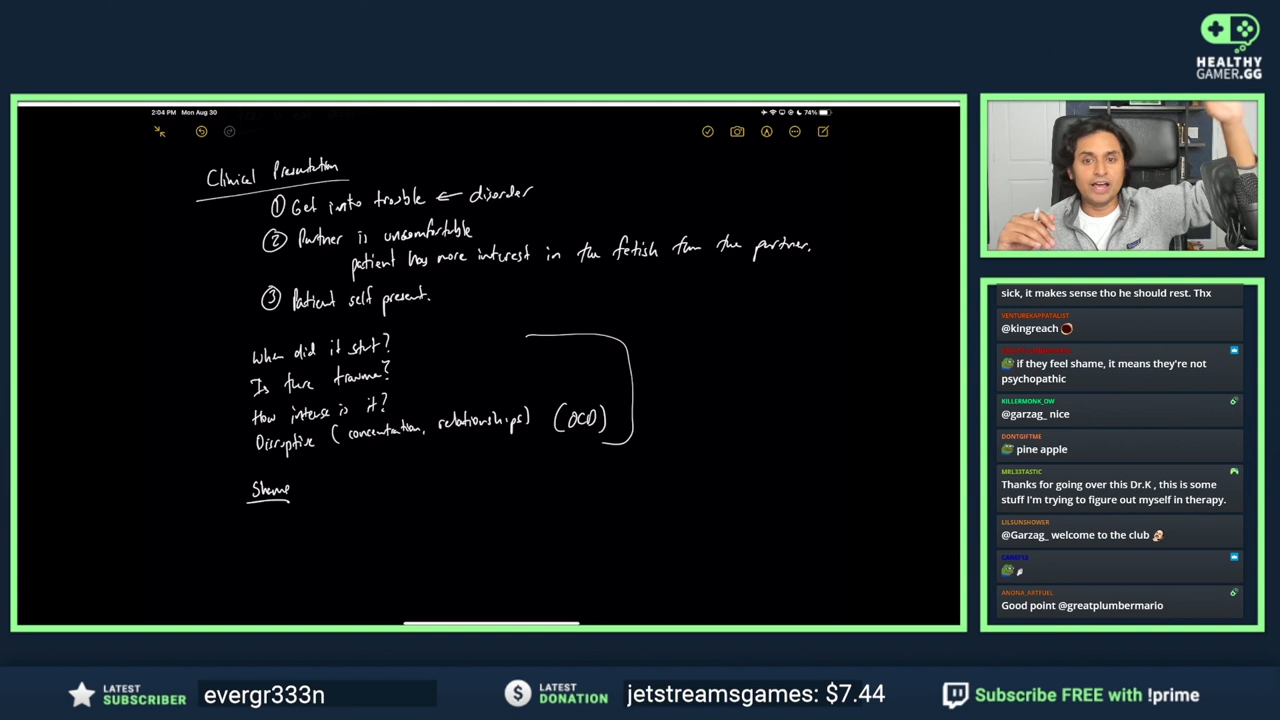 HEALTHY
GAMER.GG
2:04 PM Mon Aug 30
74%
Clinical Presentation
① Get into trouble ← disorder
② Partner is uncomfortable
patient has more interest in the fetish than the partner.
③ Patient self present.
When did it start?
Is there trauma?
How intense is it?
Disruptive (concentration, relationships) (OCD)
Shame
sick, it makes sense tho he should rest. Thx
VENTUREKAPPATALIST
@kingreach
if they feel shame, it means they're not
psychopathic
KILLERMONK_OW
@garzag_ nice
DONTGIFTME
pine apple
MRL33TASTIC
Thanks for going over this Dr.K , this is some
stuff I'm trying to figure out myself in therapy.
LILSUNSHOWER
@Garzag_ welcome to the club
ANONA_ARTFUEL
Good point @greatplumbermario
LATEST
SUBSCRIBER
evergr333n
LATEST
DONATION
jetstreamsgames: $7.44
Subscribe FREE with !prime